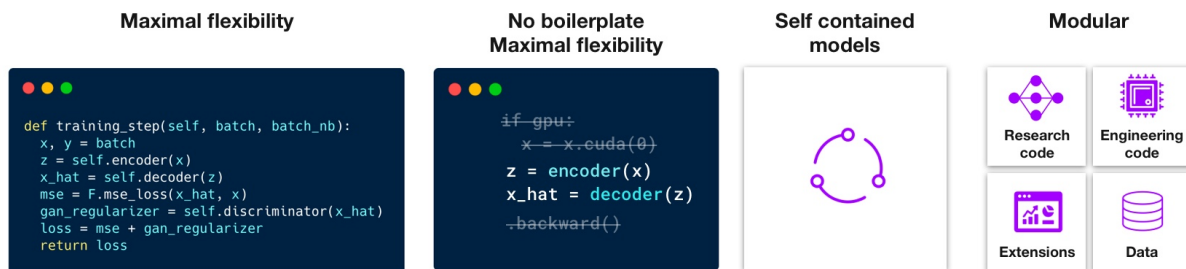 Maximal flexibility
def training_step(self, batch, batch_nb):
x, y = batch
z = self.encoder(x)
x_hat = self.decoder(z)
mse = F.mse_loss(x_hat, x)
gan_regularizer = self.discriminator(x_hat)
loss = mse + gan_regularizer
return loss
No boilerplate
Maximal flexibility
if gpu:
x = x.cuda(0)
z = encoder(x)
x_hat = decoder(z)
.backward()
Self contained
models
Modular
Research
code
Engineering
code
Extensions
Data